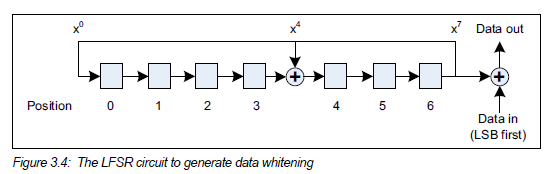 x0 x4 x7 Data out
Position 0 1 2 3 4 5 6
Data in
(LSB first)
Figure 3.4: The LFSR circuit to generate data whitening